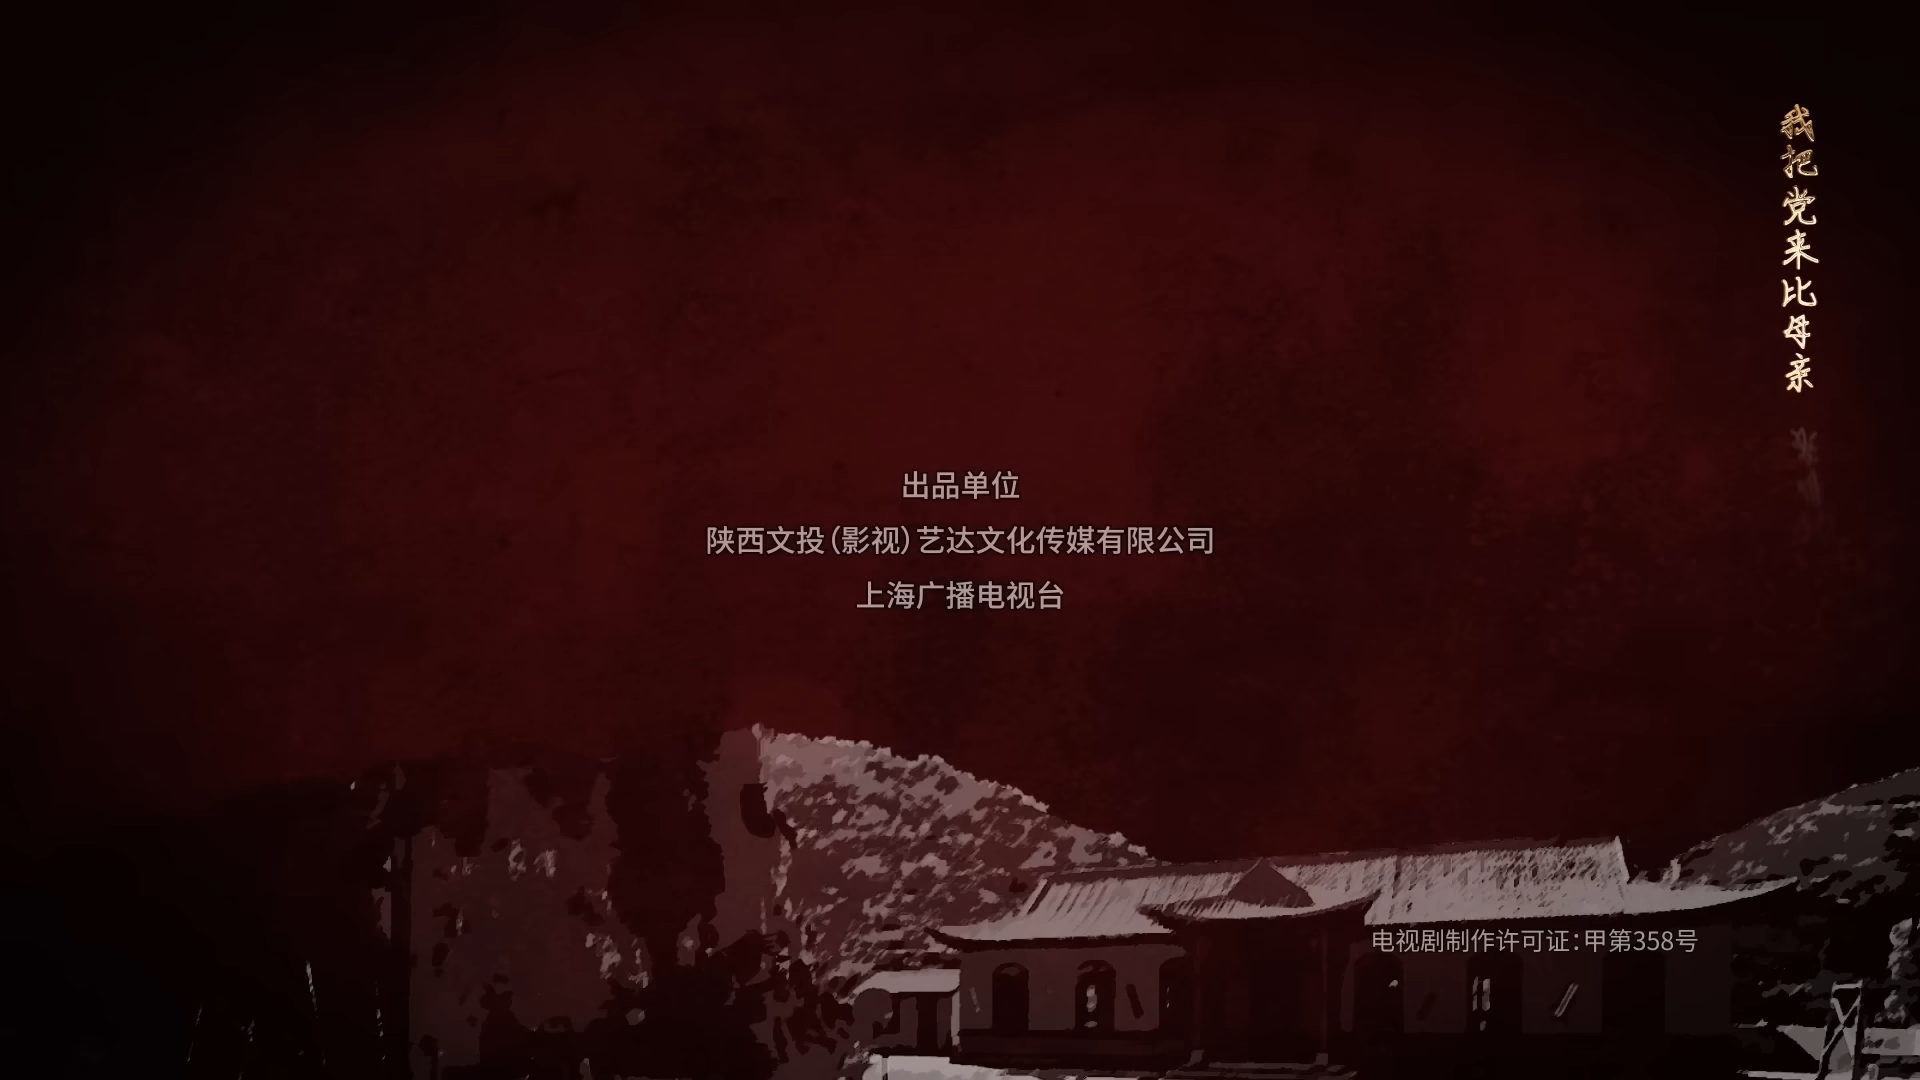 我把党来比母亲
出品单位
陕西文投(影视)艺达文化传媒有限公司
上海广播电视台
电视剧制作许可证:甲第358号